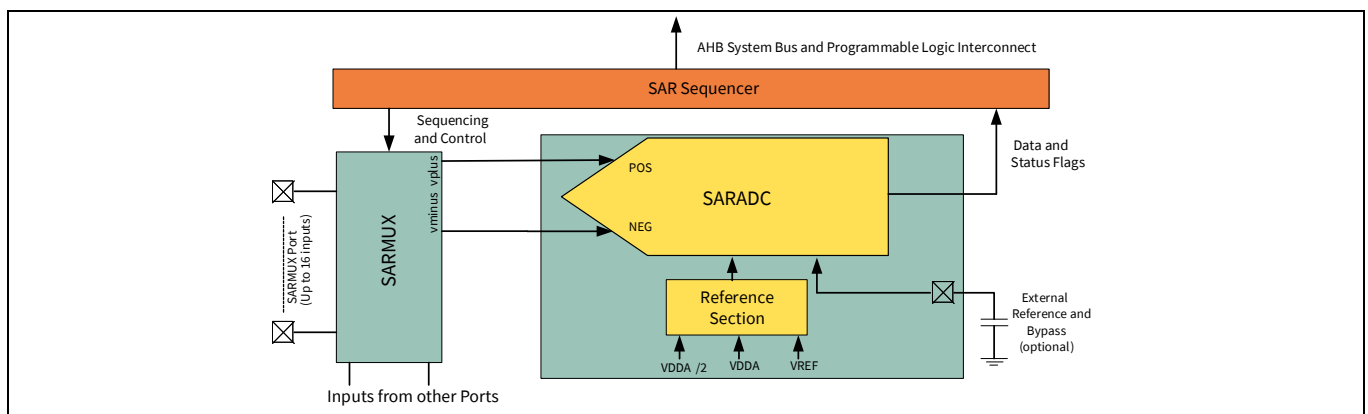 AHB System Bus and Programmable Logic Interconnect
SAR Sequencer
Sequencing
and Control
Data and
Status Flags
vminus vplus
POS
SARADC
NEG
SARMUX
SARMUX Port
(Up to 16 inputs)
Reference
Section
External
Reference and
Bypass
(optional)
VDDA /2
VDDA
VREF
Inputs from other Ports